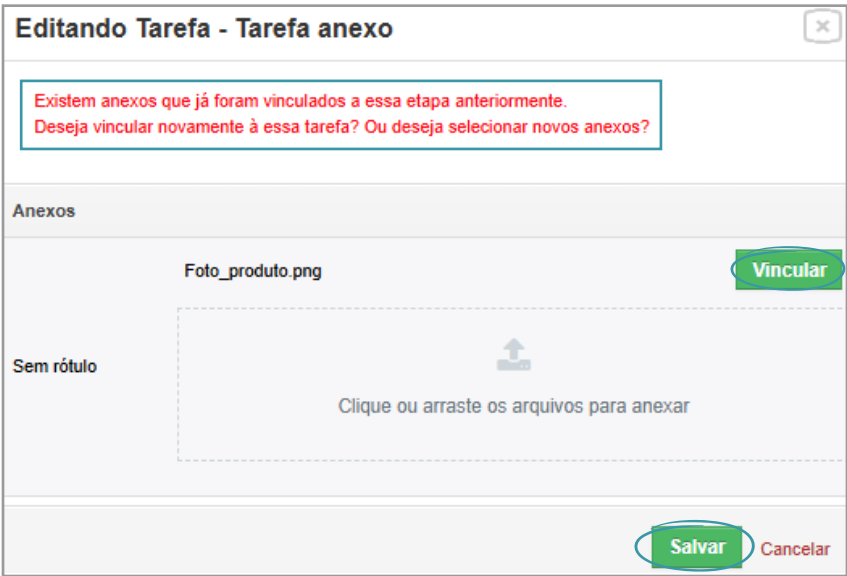 Editando Tarefa - Tarefa anexo
Existem anexos que já foram vinculados a essa etapa anteriormente.
Deseja vincular novamente à essa tarefa? Ou deseja selecionar novos anexos?
Anexos
Foto_produto.png
Vincular
Sem rótulo
Clique ou arraste os arquivos para anexar
Salvar
Cancelar